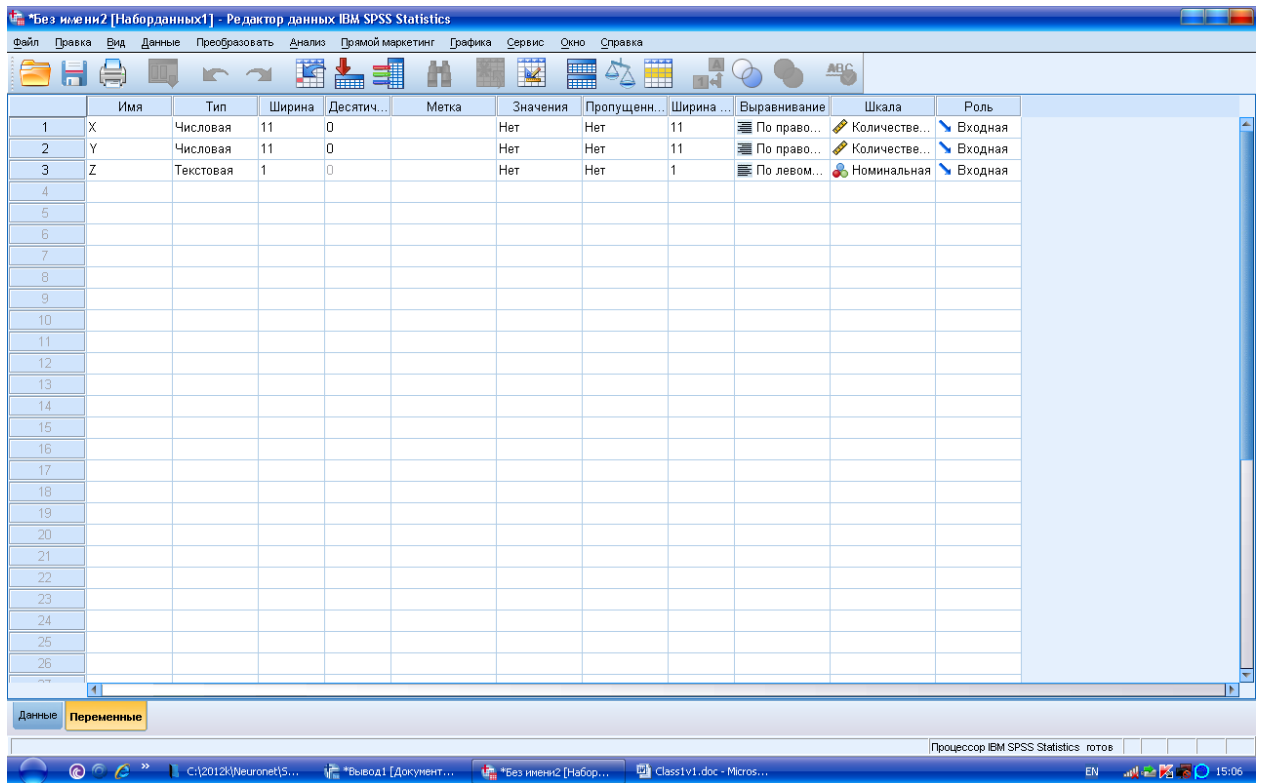 *Без имени2 [Наборданных1] - Редактор данных IBM SPSS Statistics
Файл Правка Вид Данные Преобразовать Анализ Прямой маркетинг Графика Сервис Окно Справка
Имя Тип Ширина Десятич... Метка Значения Пропущенн... Ширина ... Выравнивание Шкала Роль
1 X Числовая 11 0 Нет Нет 11 По право... Количестве... Входная
2 Y Числовая 11 0 Нет Нет 11 По право... Количестве... Входная
3 Z Текстовая 1 0 Нет Нет 1 По левом... Номинальная Входная
4
5
6
7
8
9
10
11
12
13
14
15
16
17
18
19
20
21
22
23
24
25
26
Данные Переменные
Процессор IBM SPSS Statistics готов
» C:\2012k\Neuronet\S... *Вывод1 [Документ... *Без имени2 [Набор... Class1v1.doc - Micros... EN 15:06